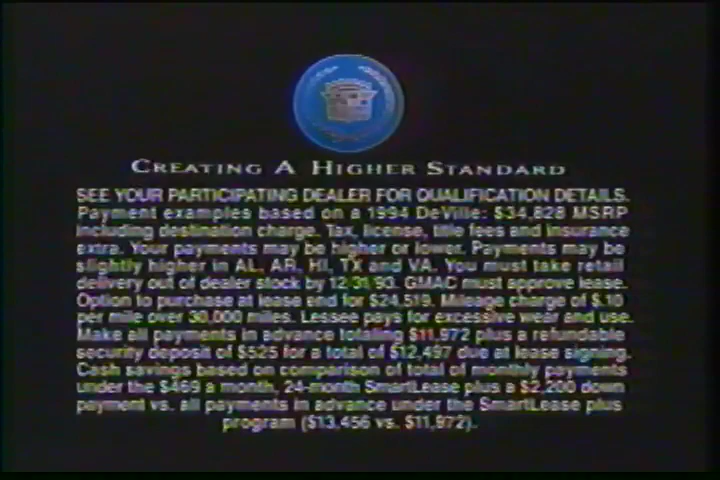 CREATING A HIGHER STANDARD
SEE YOUR PARTICIPATING DEALER FOR QUALIFICATION DETAILS.
Payment examples based on a 1994 DeVille: $34,828 MSRP
including destination charge. Tax, license, title fees and insurance
extra. Your payments may be higher or lower. Payments may be
slightly higher in AL, AR, HI, TX and VA. You must take retail
delivery out of dealer stock by 12/31/93. GMAC must approve lease.
Option to purchase at lease end for $24,519. Mileage charge of $.10
per mile over 30,000 miles. Lessee pays for excessive wear and use.
Make all payments in advance totaling $11,972 plus a refundable
security deposit of $525 for a total of $12,497 due at lease signing.
Cash savings based on comparison of total of monthly payments
under the $469 a month, 24-month SmartLease plus a $2,200 down
payment vs. all payments in advance under the SmartLease plus
program ($13,456 vs. $11,972).